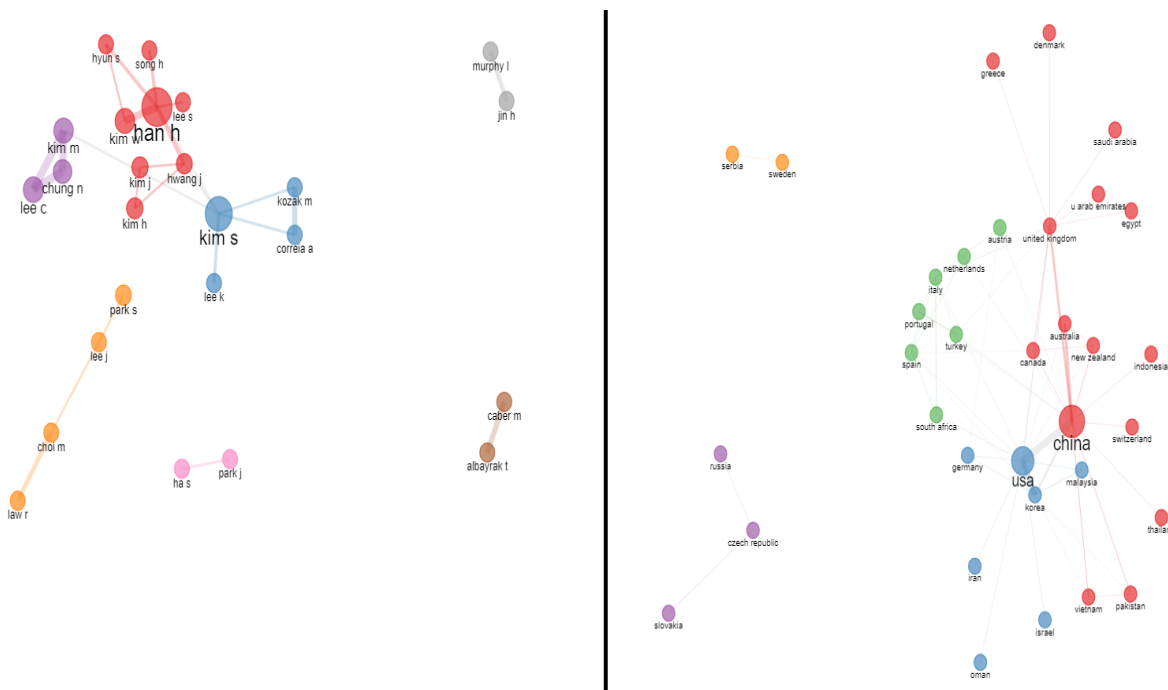 hyun s
song h
lee s
kim w
han h
kim m
chung n
lee c
kim j
hwang j
kim h
kim s
kozak m
correia a
lee k
murphy l
jin h
park s
lee j
choi m
law r
ha s
park j
caber m
albayrak t
denmark
greece
saudi arabia
serbia
sweden
u arab emirates
egypt
united kingdom
austria
netherlands
italy
portugal
turkey
spain
australia
canada
new zealand
indonesia
south africa
china
switzerland
germany
usa
malaysia
korea
russia
thailan
czech republic
iran
vietnam
pakistan
slovakia
israel
oman